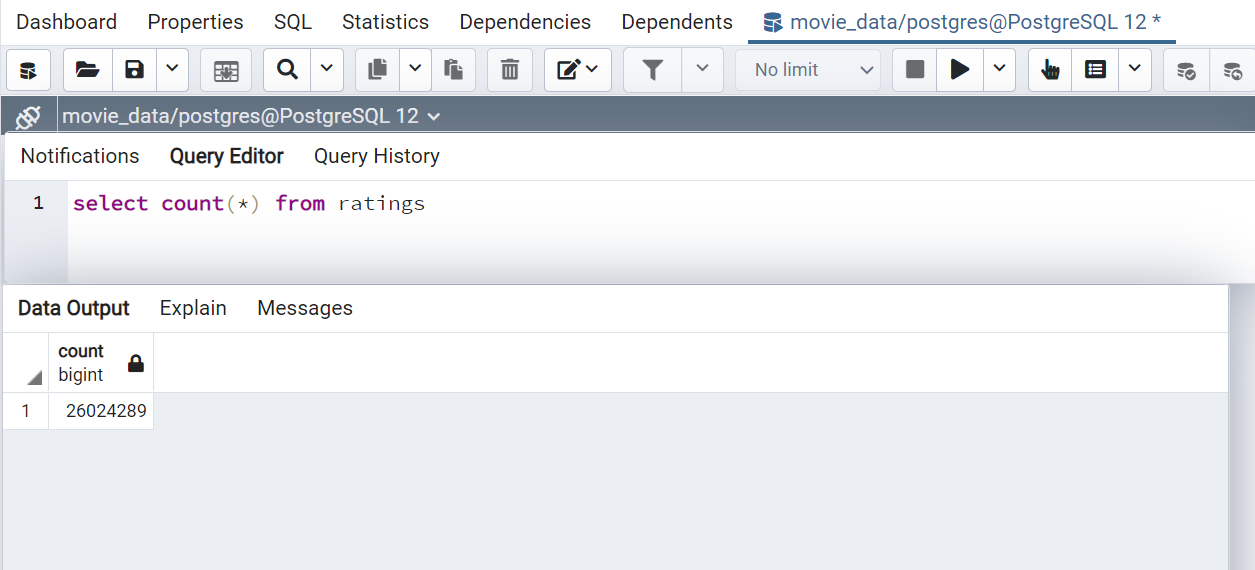 Dashboard Properties SQL Statistics Dependencies Dependents movie_data/postgres@PostgreSQL 12 *
No limit
movie_data/postgres@PostgreSQL 12
Notifications Query Editor Query History
1 select count(*) from ratings
Data Output Explain Messages
count
bigint
1 26024289